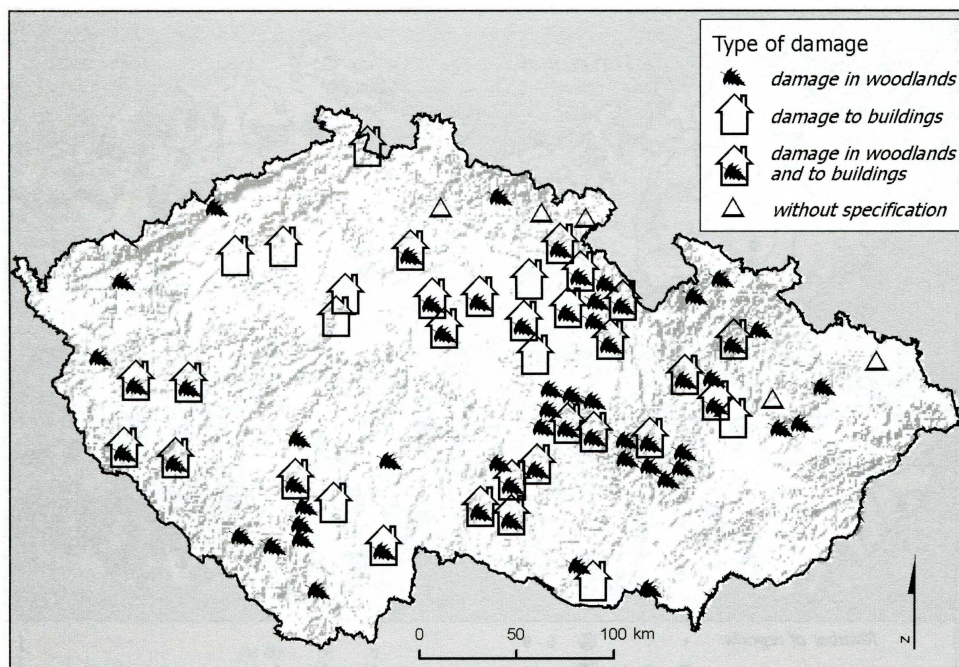 Type of damage
damage in woodlands
damage to buildings
damage in woodlands
and to buildings
without specification
0 50 100 km
N